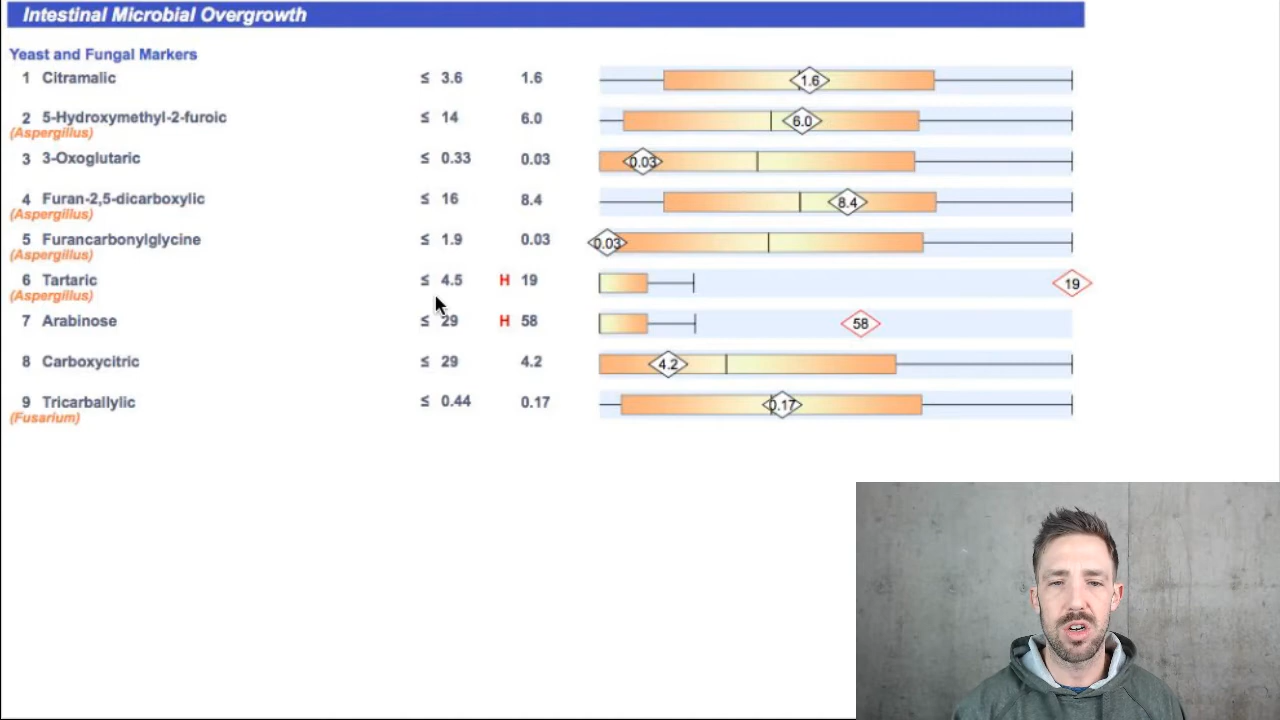 Intestinal Microbial Overgrowth
Yeast and Fungal Markers
1 Citramalic ≤ 3.6 1.6 1.6
2 5-Hydroxymethyl-2-furoic ≤ 14 6.0 6.0
(Aspergillus)
3 3-Oxoglutaric ≤ 0.33 0.03 0.03
4 Furan-2,5-dicarboxylic ≤ 16 8.4 8.4
(Aspergillus)
5 Furancarbonylglycine ≤ 1.9 0.03 0.03
(Aspergillus)
6 Tartaric ≤ 4.5 H 19 19
(Aspergillus)
7 Arabinose ≤ 29 H 58 58
8 Carboxycitric ≤ 29 4.2 4.2
9 Tricarballylic ≤ 0.44 0.17 0.17
(Fusarium)